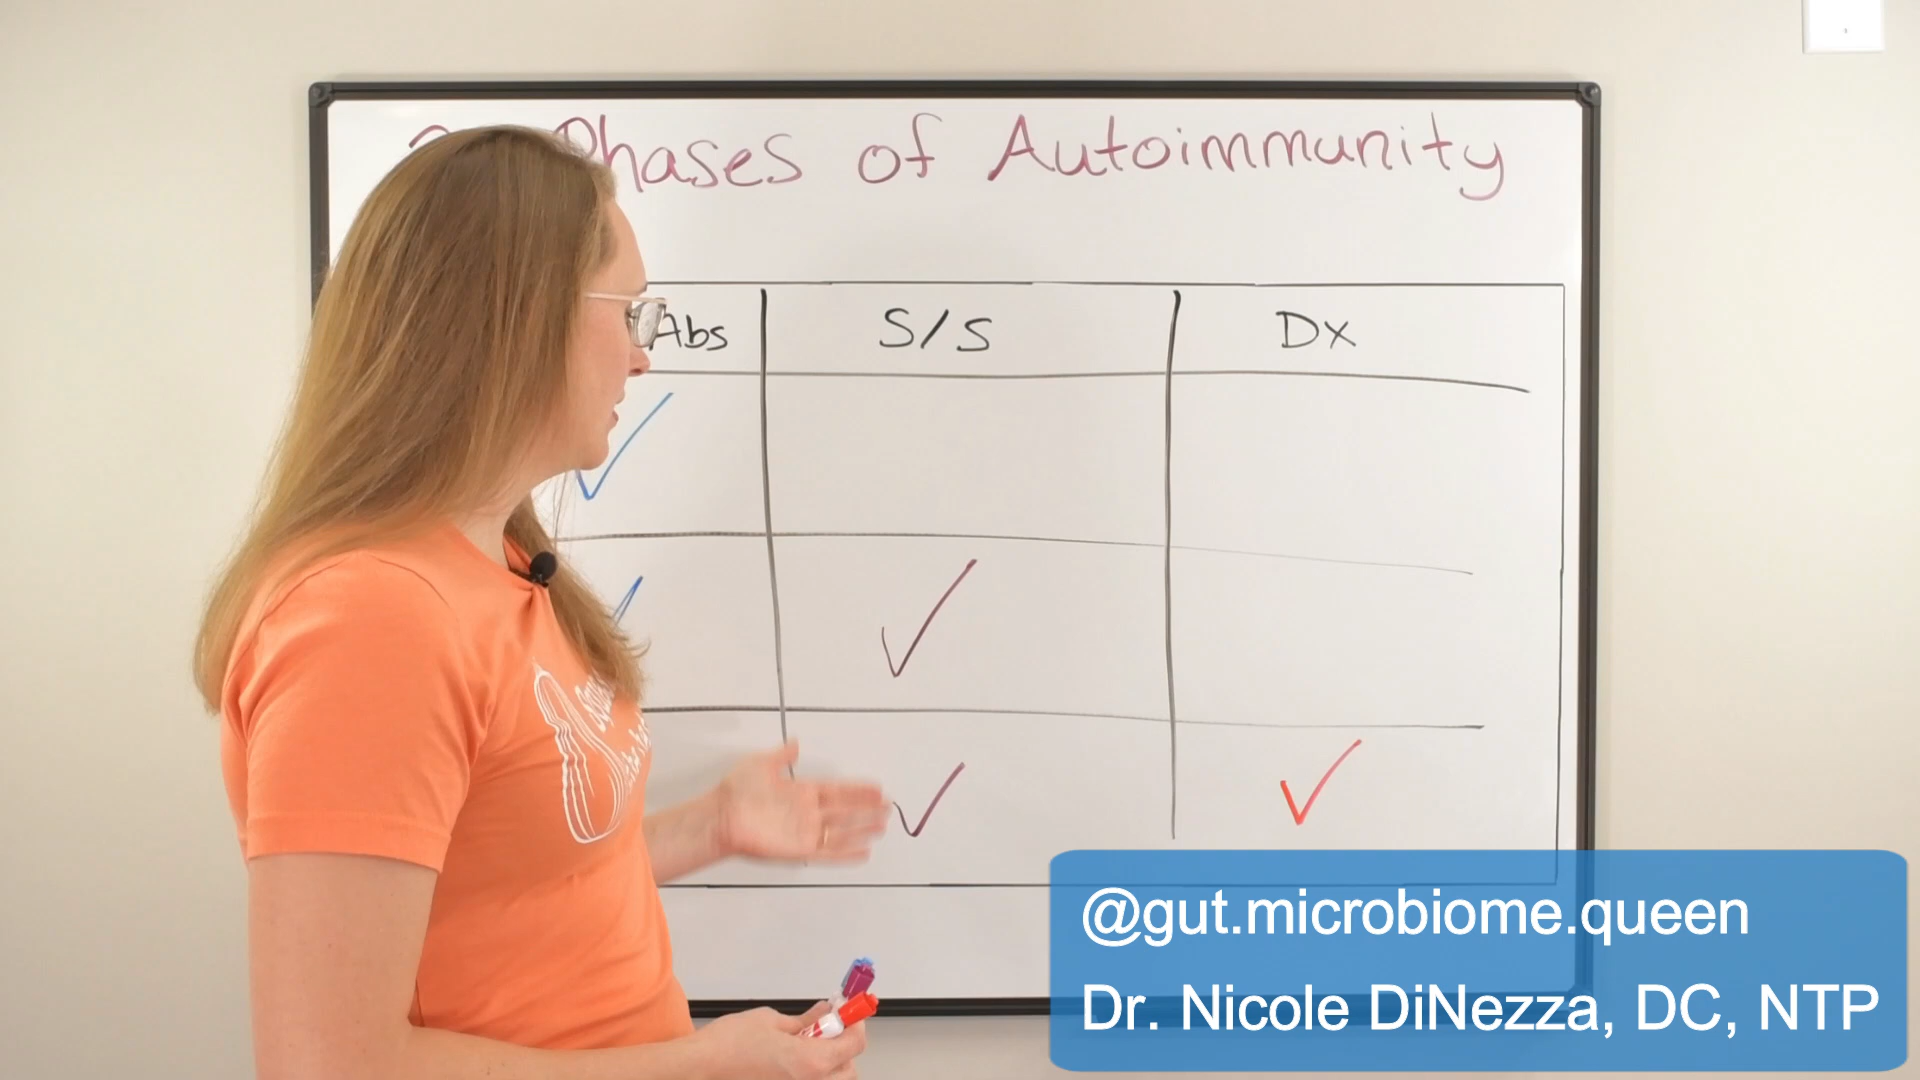 Phases of Autoimmunity
Abs S/S Dx
@gut.microbiome.queen
Dr. Nicole DiNezza, DC, NTP